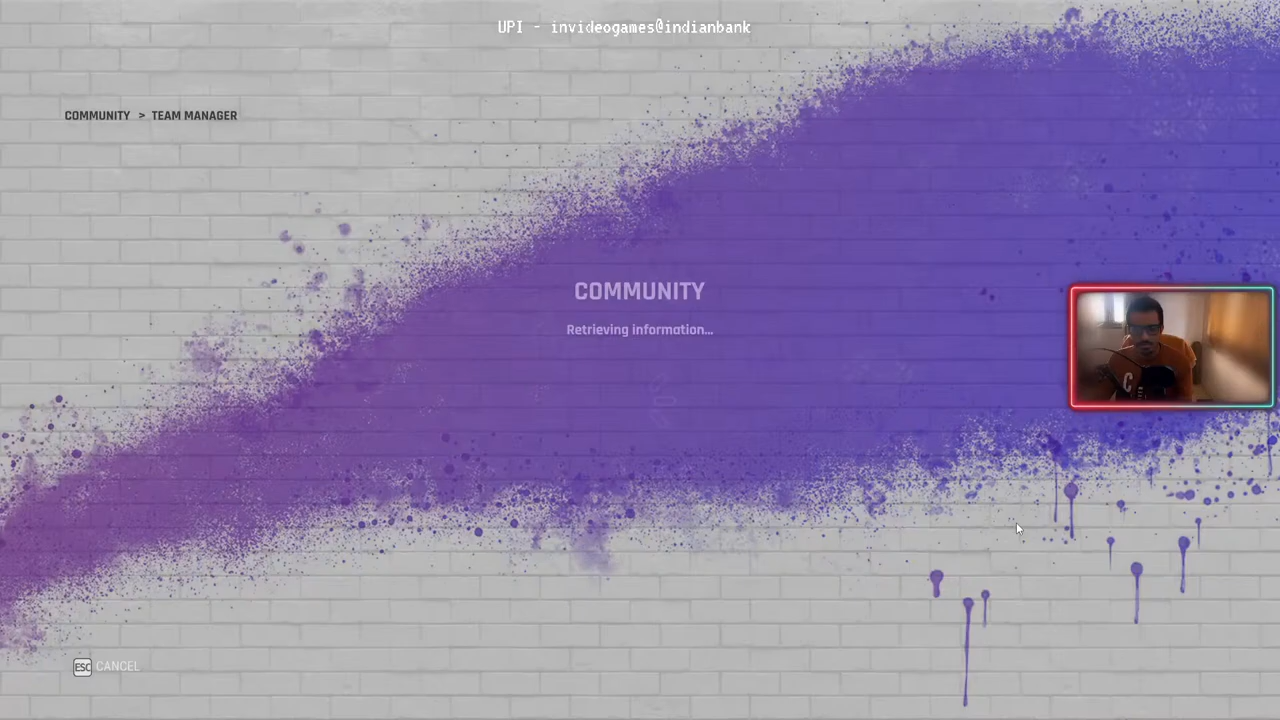 UPI - invideogames@indianbank
COMMUNITY > TEAM MANAGER
COMMUNITY
Retrieving information...
C
ESC CANCEL